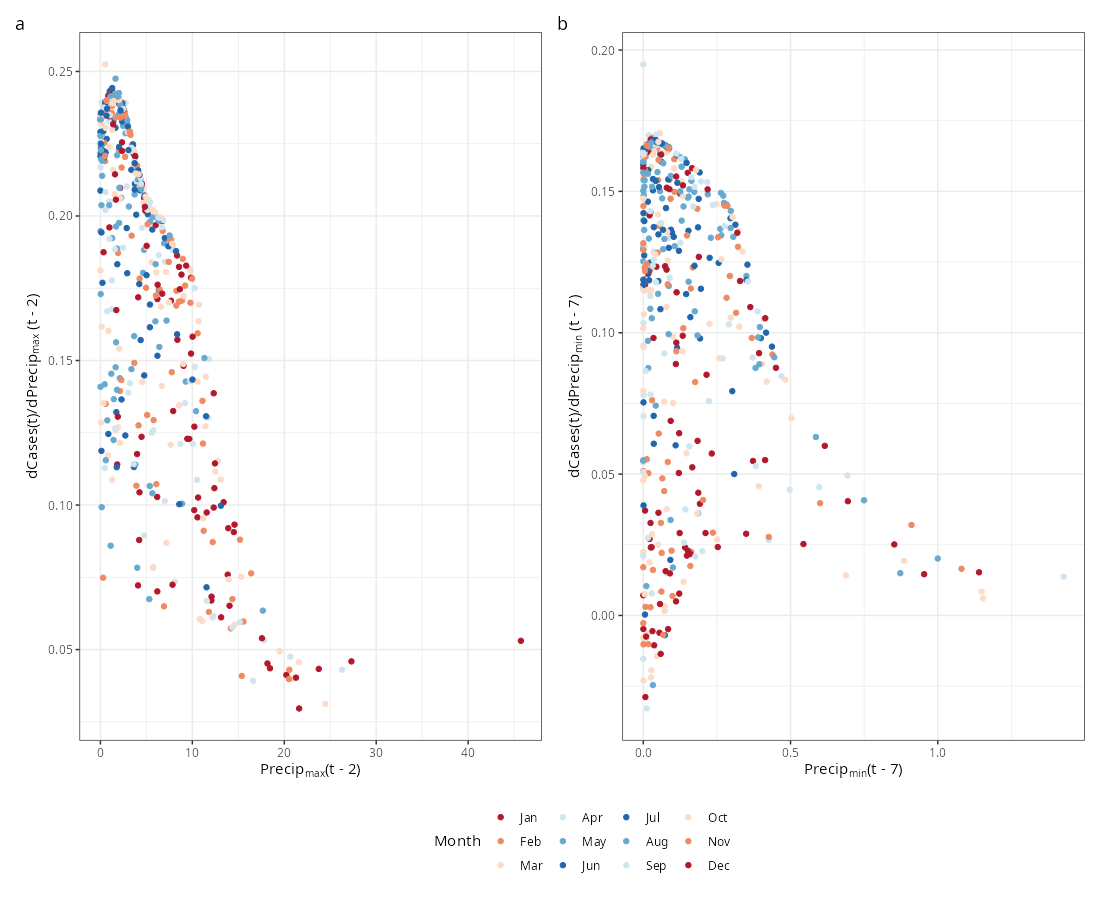 a
b
dCases(t)/dPrecipmax (t - 2)
0.25
0.20
0.15
0.10
0.05
0
10
20
30
40
Precipmax(t - 2)
dCases(t)/dPrecipmin (t - 7)
0.20
0.15
0.10
0.05
0.00
0.0
0.5
1.0
Precipmin(t - 7)
Month
Jan Apr Jul Oct
Feb May Aug Nov
Mar Jun Sep Dec